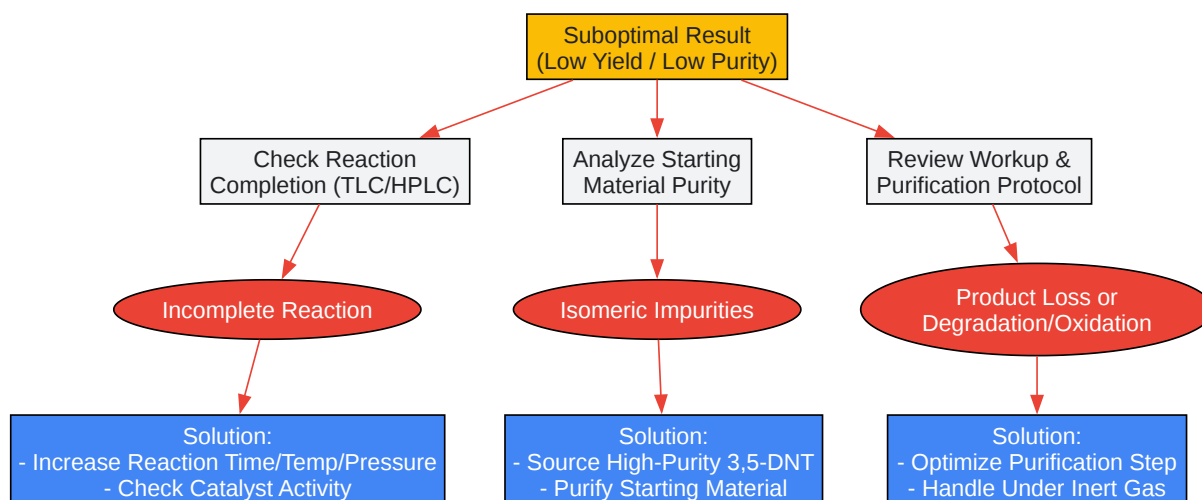 Suboptimal Result
(Low Yield / Low Purity)
Check Reaction
Completion (TLC/HPLC)
Analyze Starting
Material Purity
Review Workup &
Purification Protocol
Incomplete Reaction
Isomeric Impurities
Product Loss or
Degradation/Oxidation
Solution:
- Increase Reaction Time/Temp/Pressure
- Check Catalyst Activity
Solution:
- Source High-Purity 3,5-DNT
- Purify Starting Material
Solution:
- Optimize Purification Step
- Handle Under Inert Gas